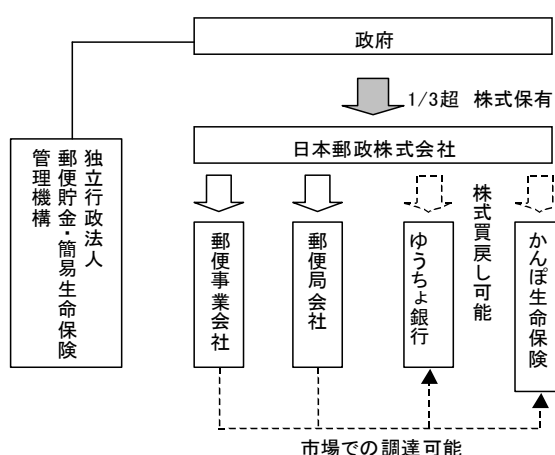 政府
1/3超 株式保有
日本郵政株式会社
独立行政法人
郵便貯金・簡易生命保険
管理機構
郵便事業会社
郵便局会社
ゆうちょ銀行
株式買戻し可能
かんぽ生命保険
市場での調達可能